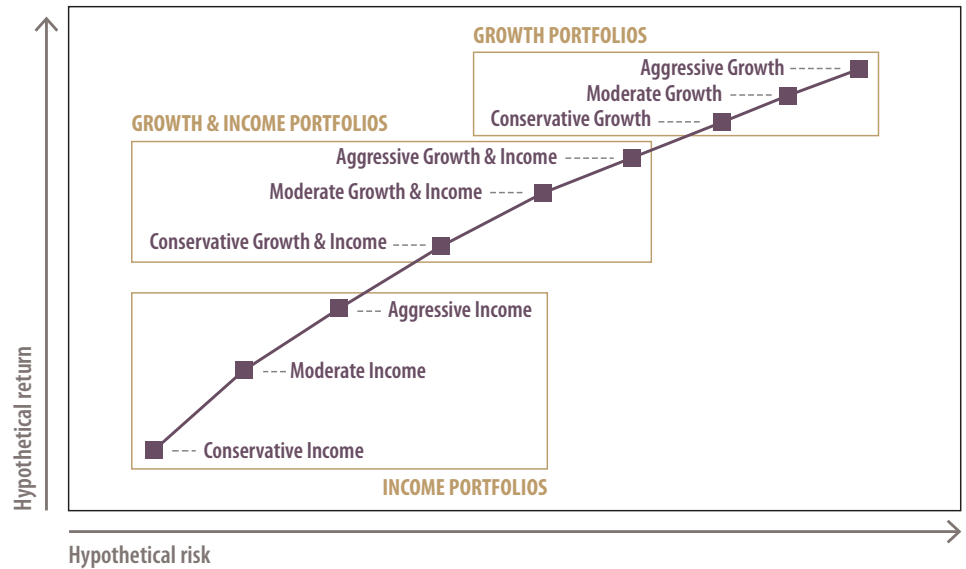 GROWTH PORTFOLIOS
Aggressive Growth
Moderate Growth
Conservative Growth
GROWTH & INCOME PORTFOLIOS
Aggressive Growth & Income
Moderate Growth & Income
Conservative Growth & Income
Aggressive Income
Moderate Income
Conservative Income
INCOME PORTFOLIOS
Hypothetical return
Hypothetical risk